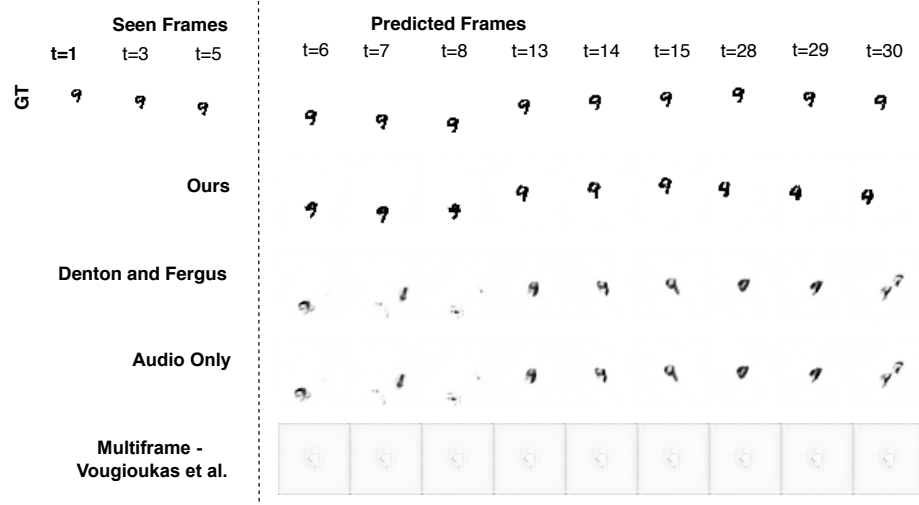 Seen Frames Predicted Frames
t=1 t=3 t=5 t=6 t=7 t=8 t=13 t=14 t=15 t=28 t=29 t=30
GT
Ours
Denton and Fergus
Audio Only
Multiframe -
Vougioukas et al.